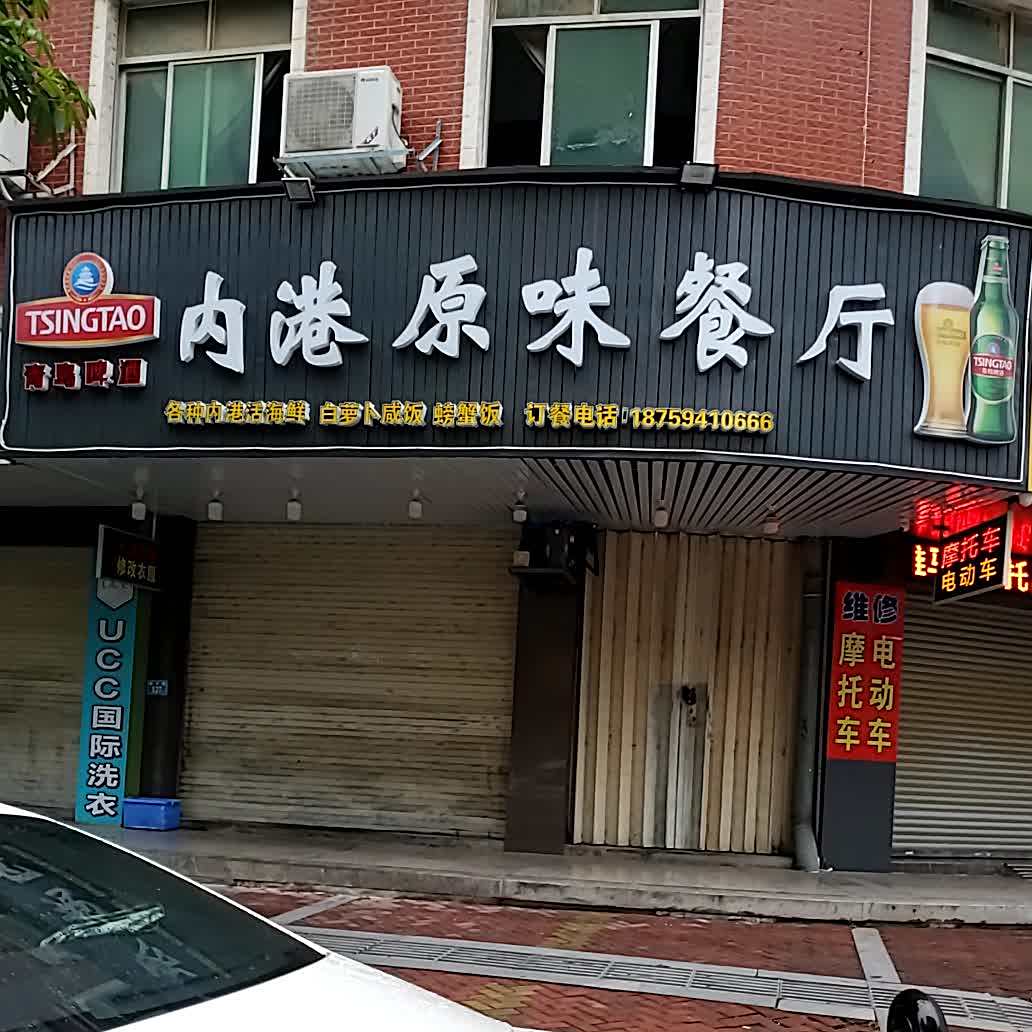 TSINGTAO
青岛啤酒
内港原味餐厅
各种内港活海鲜 白萝卜咸饭 螃蟹饭 订餐电话:18759410666
TSINGTAO
修改衣服
UCC国际洗衣
维修
摩托车
电动车
摩托车
电动车